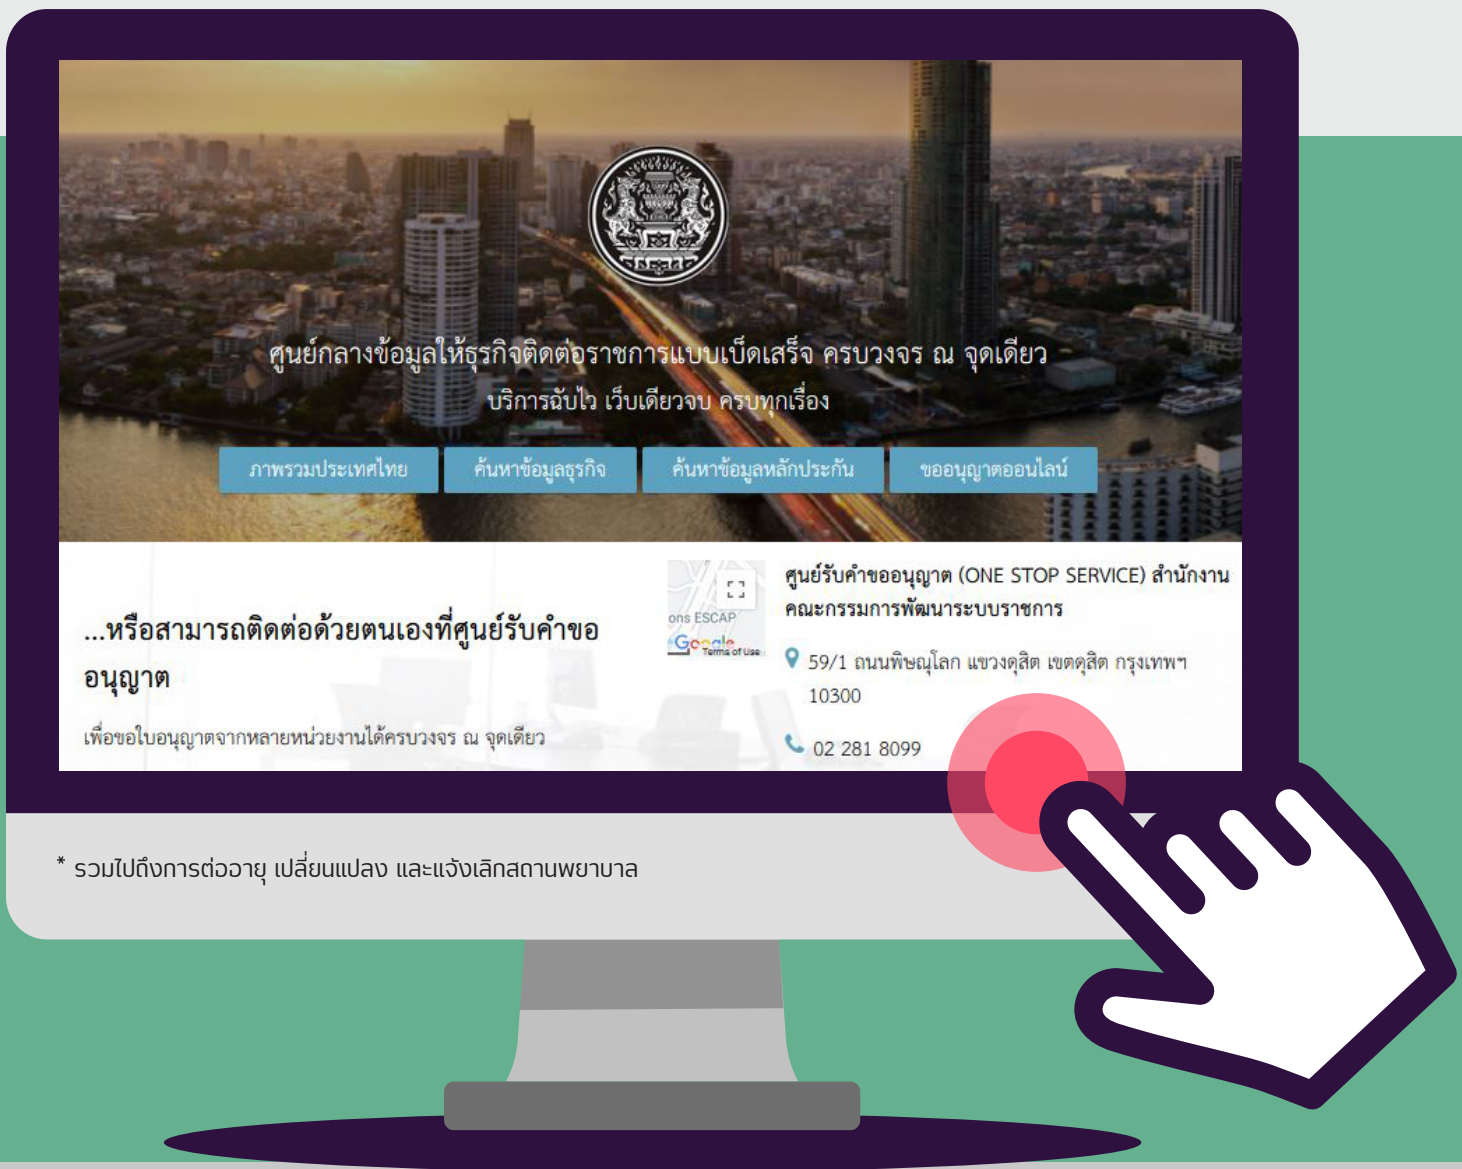 ศูนย์กลางข้อมูลให้ธุรกิจติดต่อราชการแบบเบ็ดเสร็จ ครบวงจร ณ จุดเดียว
บริการฉับไว เว็บเดียวจบ ครบทุกเรื่อง
ภาพรวมประเทศไทย ค้นหาข้อมูลธุรกิจ ค้นหาข้อมูลหลักประกัน ขออนุญาตออนไลน์
...หรือสามารถติดต่อด้วยตนเองที่ศูนย์รับคำขอ
อนุญาต
เพื่อขอใบอนุญาตจากหลายหน่วยงานได้ครบวงจร ณ จุดเดียว
ons ESCAP
Google
Terms of Use
ศูนย์รับคำขออนุญาต (ONE STOP SERVICE) สำนักงาน
คณะกรรมการพัฒนาระบบราชการ
59/1 ถนนพิษณุโลก แขวงดุสิต เขตดุสิต กรุงเทพฯ
10300
02 281 8099
* รวมไปถึงการต่ออายุ เปลี่ยนแปลง และแจ้งเลิกสถานพยาบาล